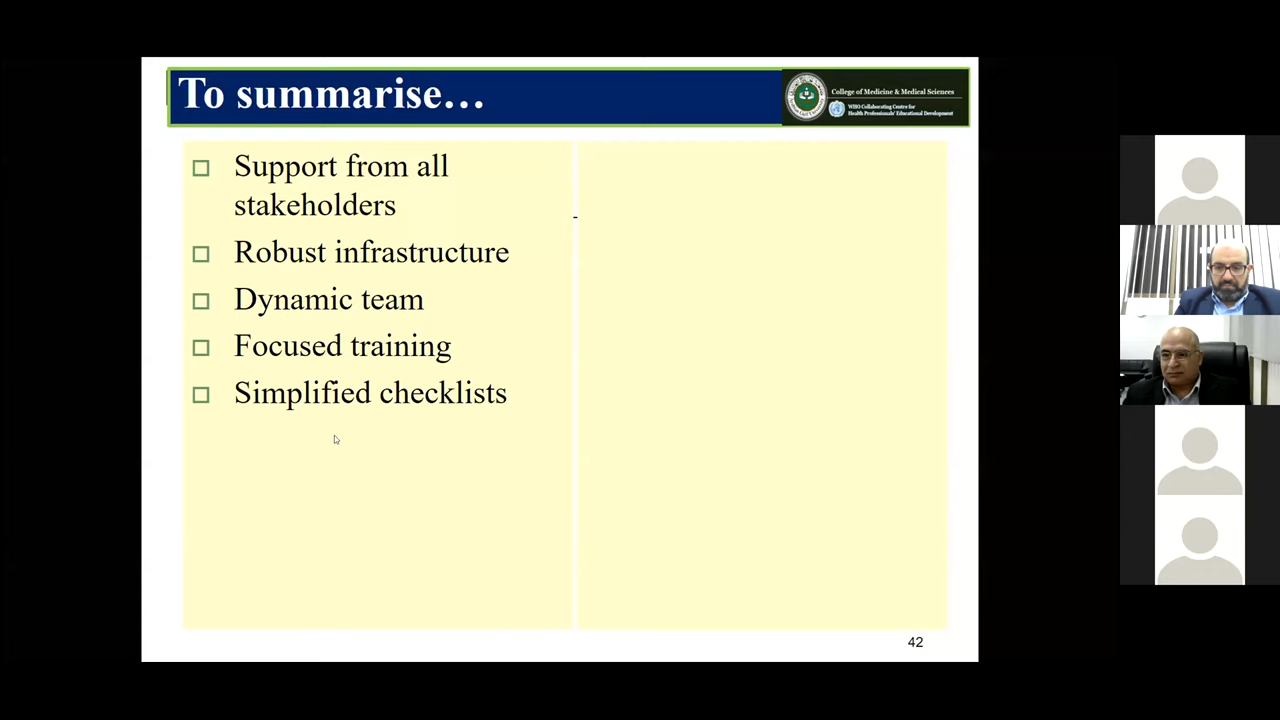 To summarise…
College of Medicine & Medical Sciences
WHO Collaborating Centre for
Health Professionals' Educational Development
Support from all
stakeholders
Robust infrastructure
Dynamic team
Focused training
Simplified checklists
-
42